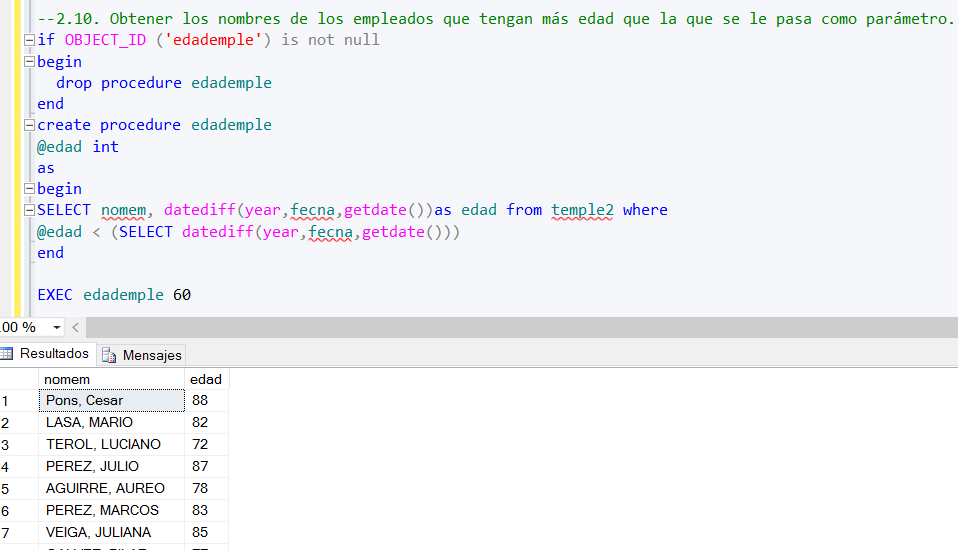 --2.10. Obtener los nombres de los empleados que tengan más edad que la que se le pasa como parámetro.
if OBJECT_ID ('edademple') is not null
begin
drop procedure edademple
end
create procedure edademple
@edad int
as
begin
SELECT nomem, datediff(year,fecna,getdate())as edad from temple2 where
@edad < (SELECT datediff(year,fecna,getdate()))
end
EXEC edademple 60
.00 %
Resultados Mensajes
nomem edad
1 Pons, Cesar 88
2 LASA, MARIO 82
3 TEROL, LUCIANO 72
4 PEREZ, JULIO 87
5 AGUIRRE, AUREO 78
6 PEREZ, MARCOS 83
7 VEIGA, JULIANA 85